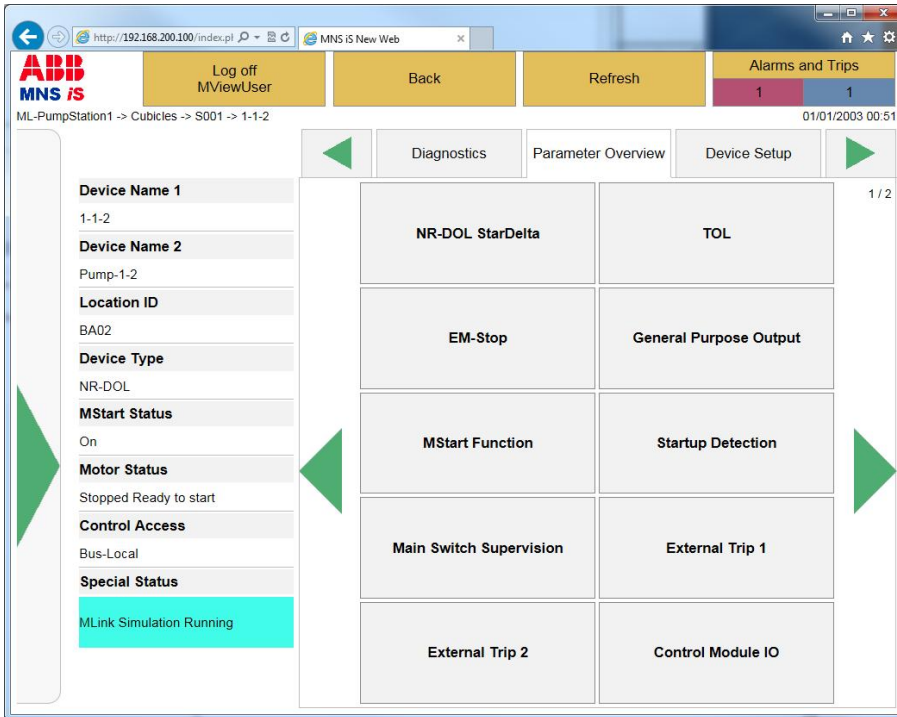 http://192.168.200.100/index.pl
MNS iS New Web
ABB
MNS iS
Log off
MViewUser
Back
Refresh
Alarms and Trips
1
1
ML-PumpStation1 -> Cubicles -> S001 -> 1-1-2
01/01/2003 00:51
Diagnostics
Parameter Overview
Device Setup
1 / 2
Device Name 1
1-1-2
Device Name 2
Pump-1-2
Location ID
BA02
Device Type
NR-DOL
MStart Status
On
Motor Status
Stopped Ready to start
Control Access
Bus-Local
Special Status
MLink Simulation Running
NR-DOL StarDelta
TOL
EM-Stop
General Purpose Output
MStart Function
Startup Detection
Main Switch Supervision
External Trip 1
External Trip 2
Control Module IO